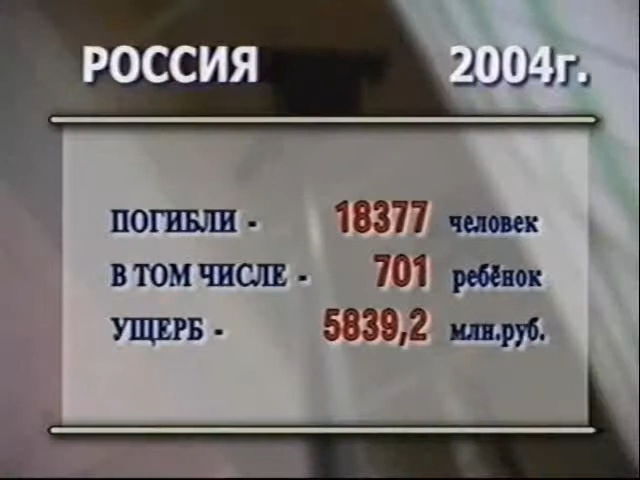 РОССИЯ 2004г.
ПОГИБЛИ - 18377 человек
В ТОМ ЧИСЛЕ - 701 ребёнок
УЩЕРБ - 5839,2 млн.руб.